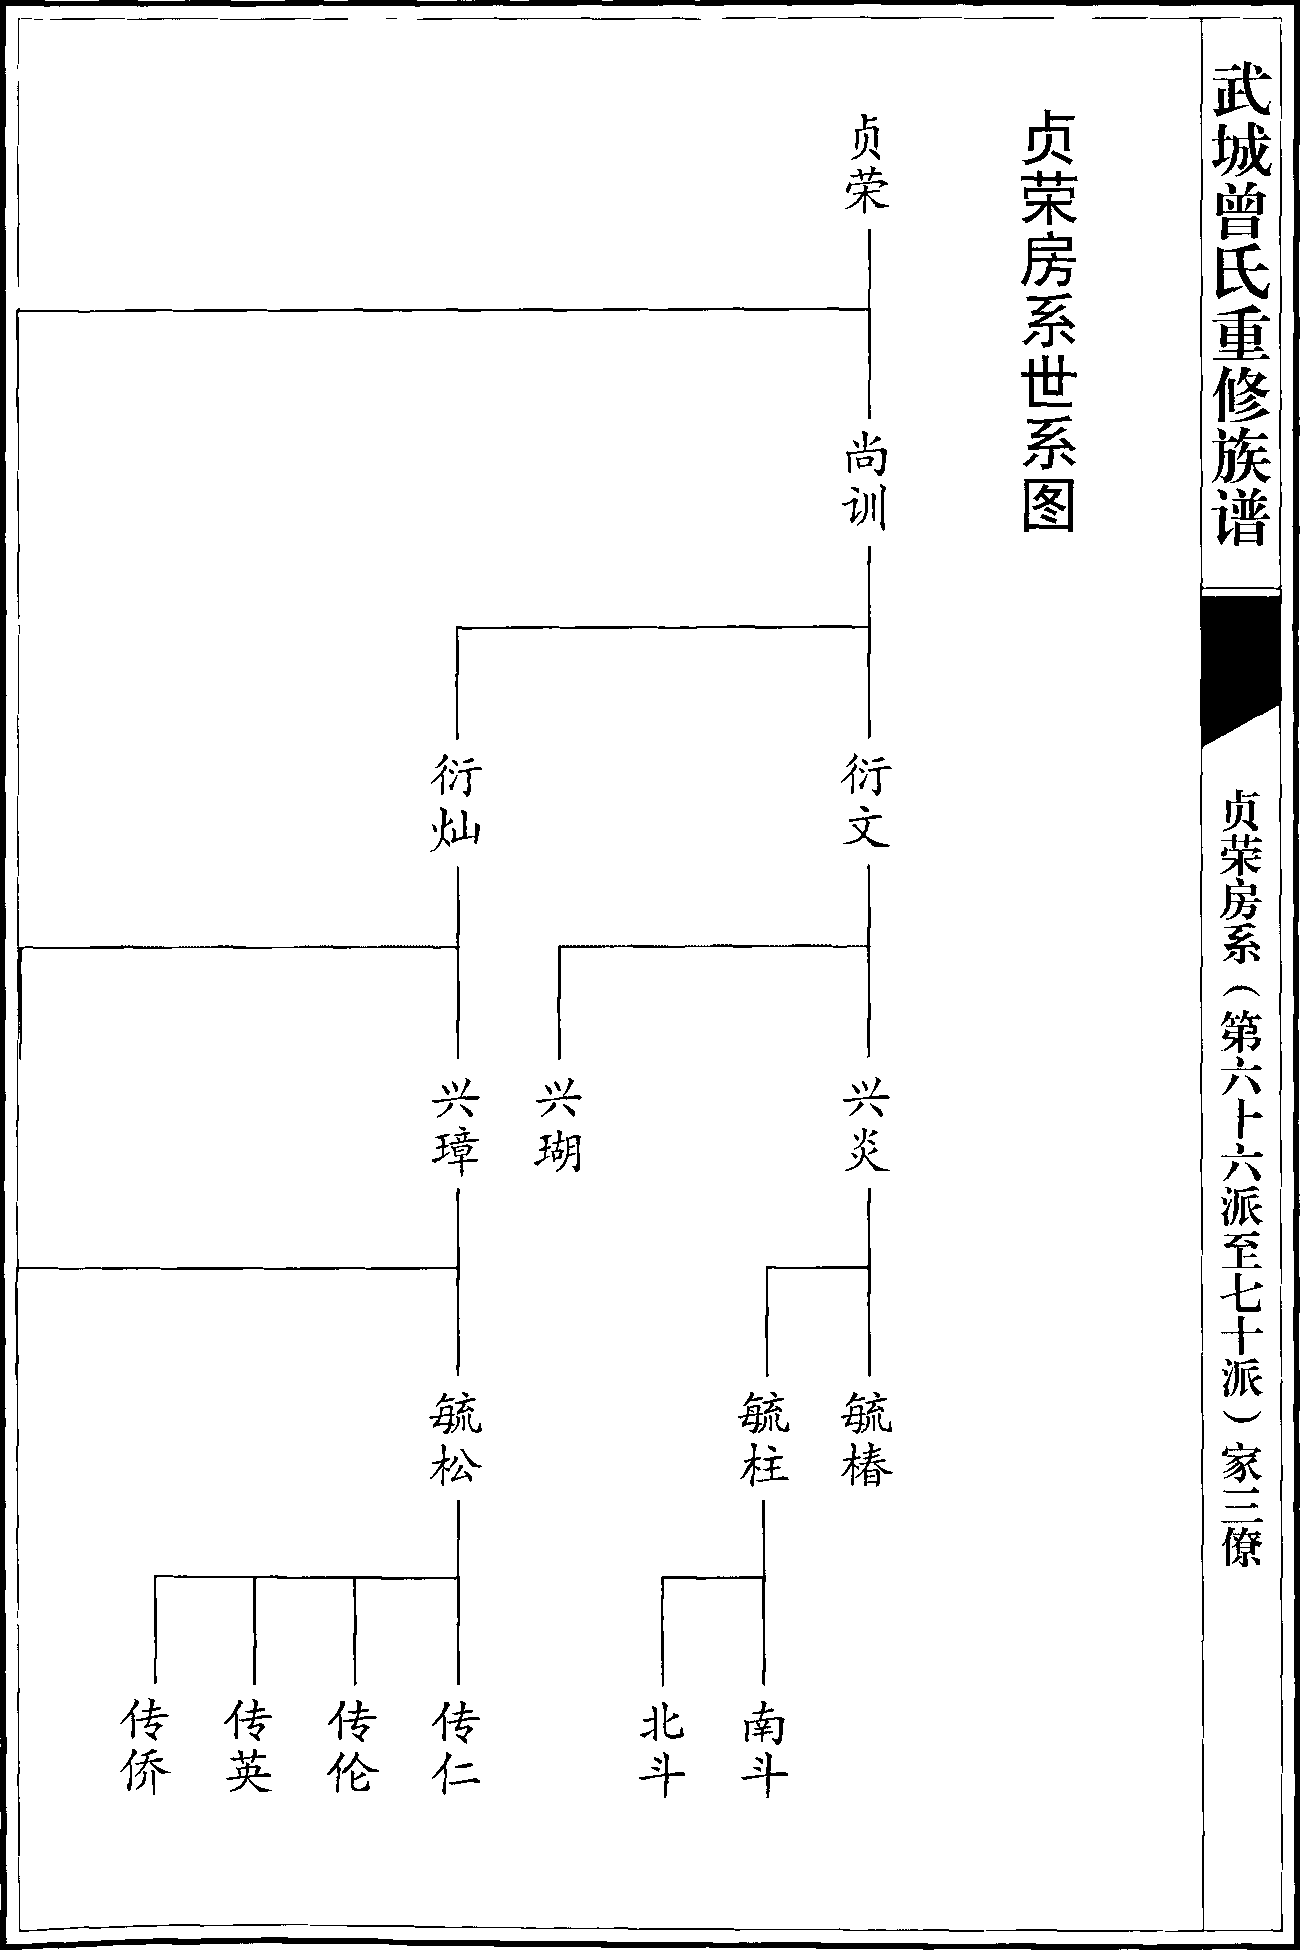 武城曾氏重修族谱
贞荣房系（第六十六派至七十派）家三僚
贞荣房系世系图
贞荣
尚训
衍文
衍灿
兴炎
兴瑚
兴璋
毓椿
毓柱
毓松
南斗
北斗
传仁
传伦
传英
传侨